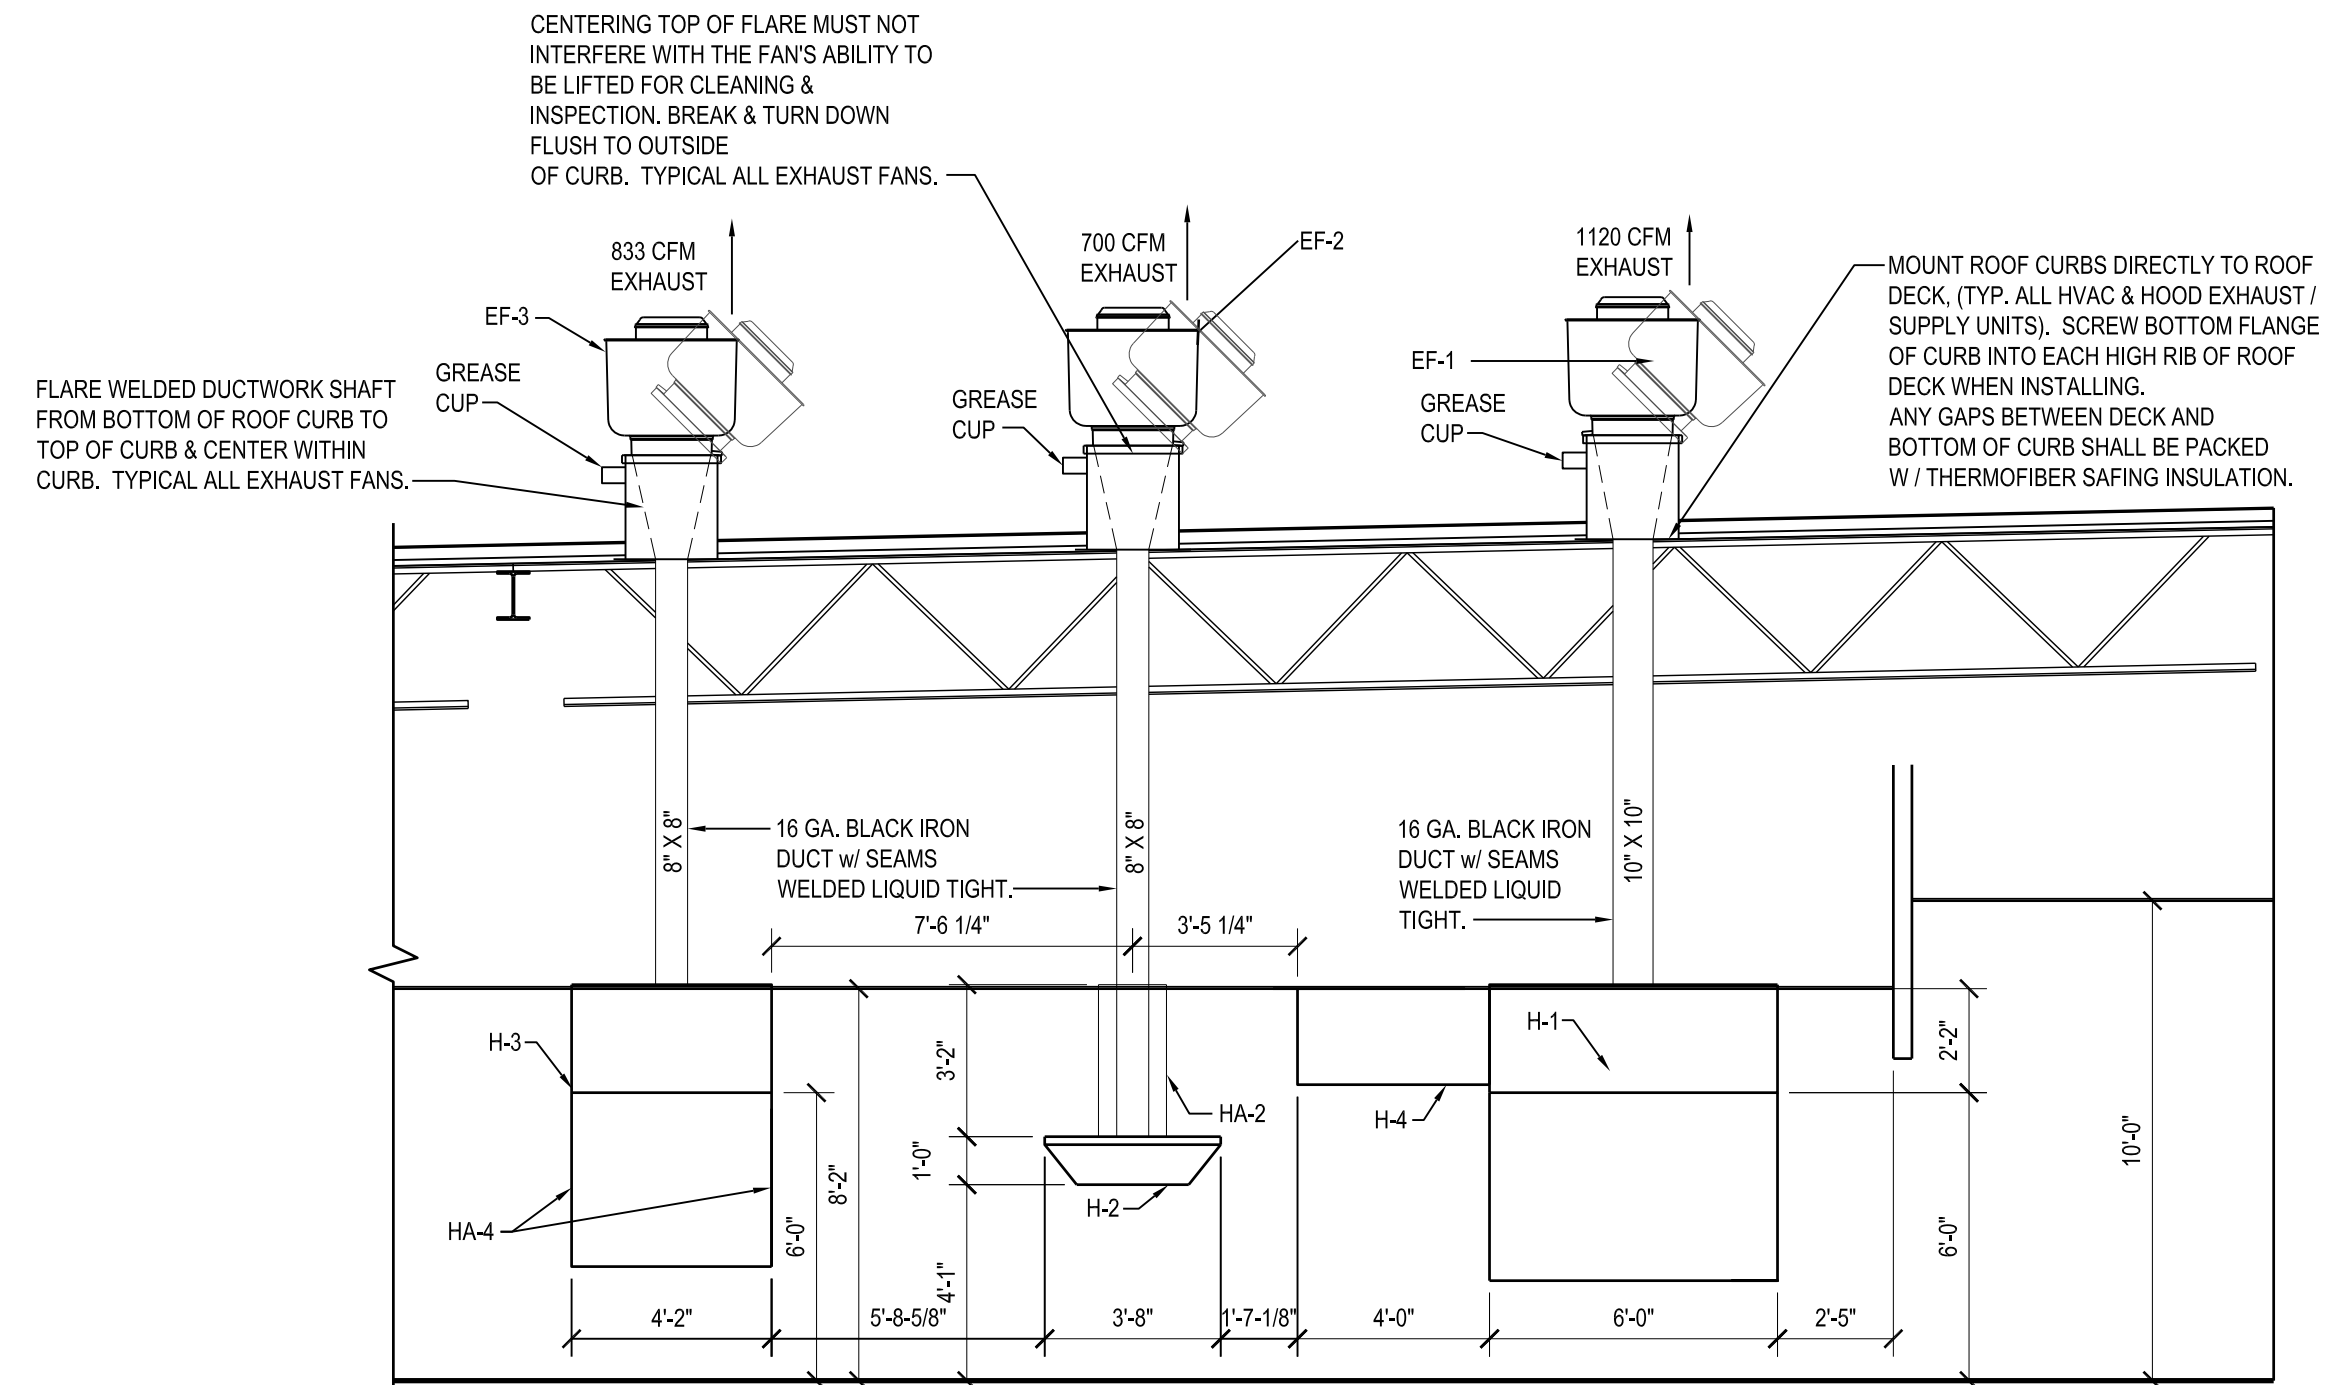 CENTERING TOP OF FLARE MUST NOT
INTERFERE WITH THE FAN'S ABILITY TO
BE LIFTED FOR CLEANING &
INSPECTION. BREAK & TURN DOWN
FLUSH TO OUTSIDE
OF CURB. TYPICAL ALL EXHAUST FANS.
833 CFM
EXHAUST
700 CFM
EXHAUST
EF-2
1120 CFM
EXHAUST
MOUNT ROOF CURBS DIRECTLY TO ROOF
DECK, (TYP. ALL HVAC & HOOD EXHAUST /
SUPPLY UNITS). SCREW BOTTOM FLANGE
OF CURB INTO EACH HIGH RIB OF ROOF
DECK WHEN INSTALLING.
ANY GAPS BETWEEN DECK AND
BOTTOM OF CURB SHALL BE PACKED
W / THERMOFIBER SAFING INSULATION.
EF-3
GREASE
CUP
FLARE WELDED DUCTWORK SHAFT
FROM BOTTOM OF ROOF CURB TO
TOP OF CURB & CENTER WITHIN
CURB. TYPICAL ALL EXHAUST FANS.
GREASE
CUP
EF-1
GREASE
CUP
8" X 8"
16 GA. BLACK IRON
DUCT w/ SEAMS
WELDED LIQUID TIGHT.
8" X 8"
16 GA. BLACK IRON
DUCT w/ SEAMS
WELDED LIQUID
TIGHT.
10" X 10"
7'-6 1/4"
3'-5 1/4"
H-3
HA-4
3'-2"
1'-0"
4'-1"
8'-2"
6'-0"
HA-2
H-2
H-4
H-1
2'-2"
6'-0"
10'-0"
4'-2"
5'-8-5/8"
3'-8"
1'-7-1/8"
4'-0"
6'-0"
2'-5"